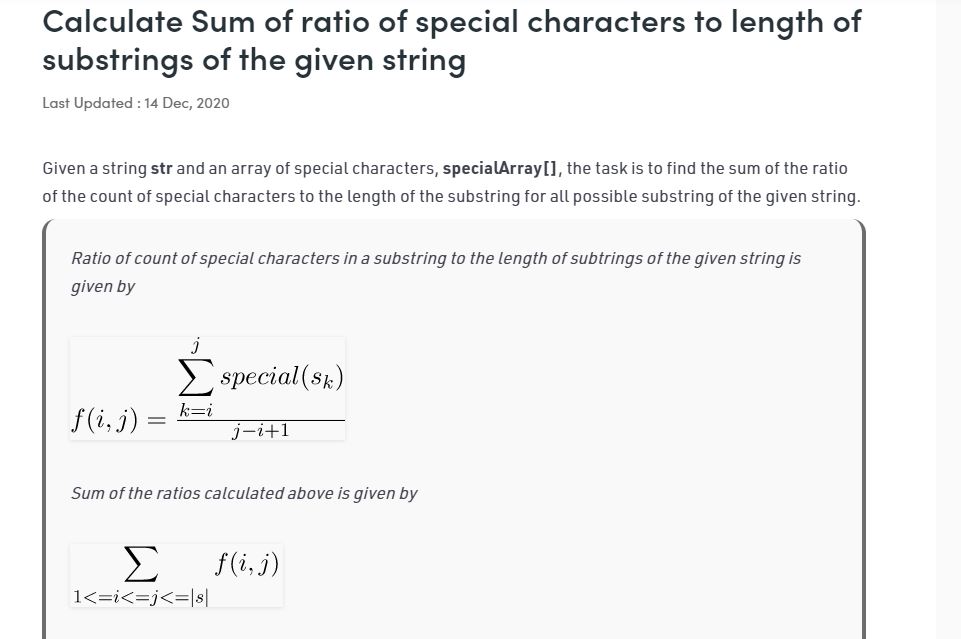 Calculate Sum of ratio of special characters to length of
substrings of the given string
Last Updated : 14 Dec, 2020
Given a string str and an array of special characters, specialArray[], the task is to find the sum of the ratio
of the count of special characters to the length of the substring for all possible substring of the given string.
Ratio of count of special characters in a substring to the length of subtrings of the given string is
given by
j
∑ special(sₖ)
k=i
f(i, j) =
j−i+1
Sum of the ratios calculated above is given by
∑ f(i, j)
1<=i<=j<=|s|